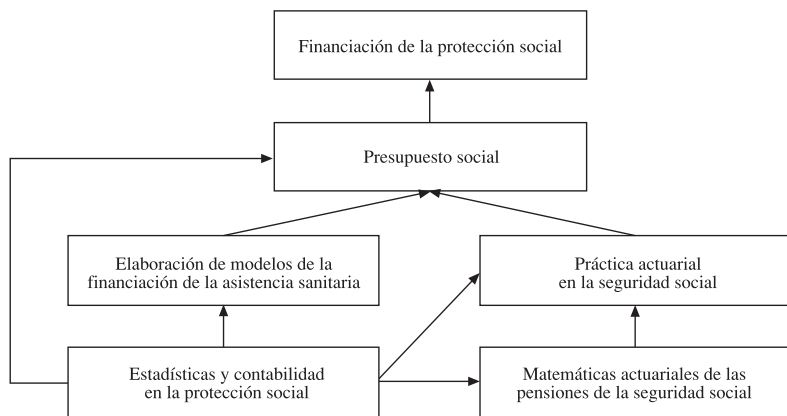 Financiación de la protección social
Presupuesto social
Elaboración de modelos de la
financiación de la asistencia sanitaria
Práctica actuarial
en la seguridad social
Estadísticas y contabilidad
en la protección social
Matemáticas actuariales de las
pensiones de la seguridad social